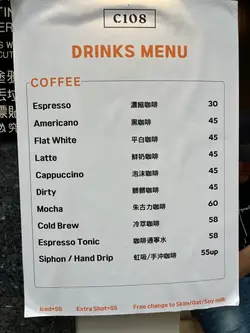 C108
DRINKS MENU
COFFEE
Espresso 濃縮咖啡 30
Americano 黑咖啡 45
Flat White 平白咖啡 45
Latte 鮮奶咖啡 45
Cappuccino 泡沫咖啡 45
Dirty 髒髒咖啡 45
Mocha 朱古力咖啡 60
Cold Brew 冷萃咖啡 58
Espresso Tonic 咖啡通寧水 58
Siphon / Hand Drip 虹吸/手沖咖啡 55up
Iced+$5 Extra Shot+$5 Free change to Skim/Oat/Soy milk